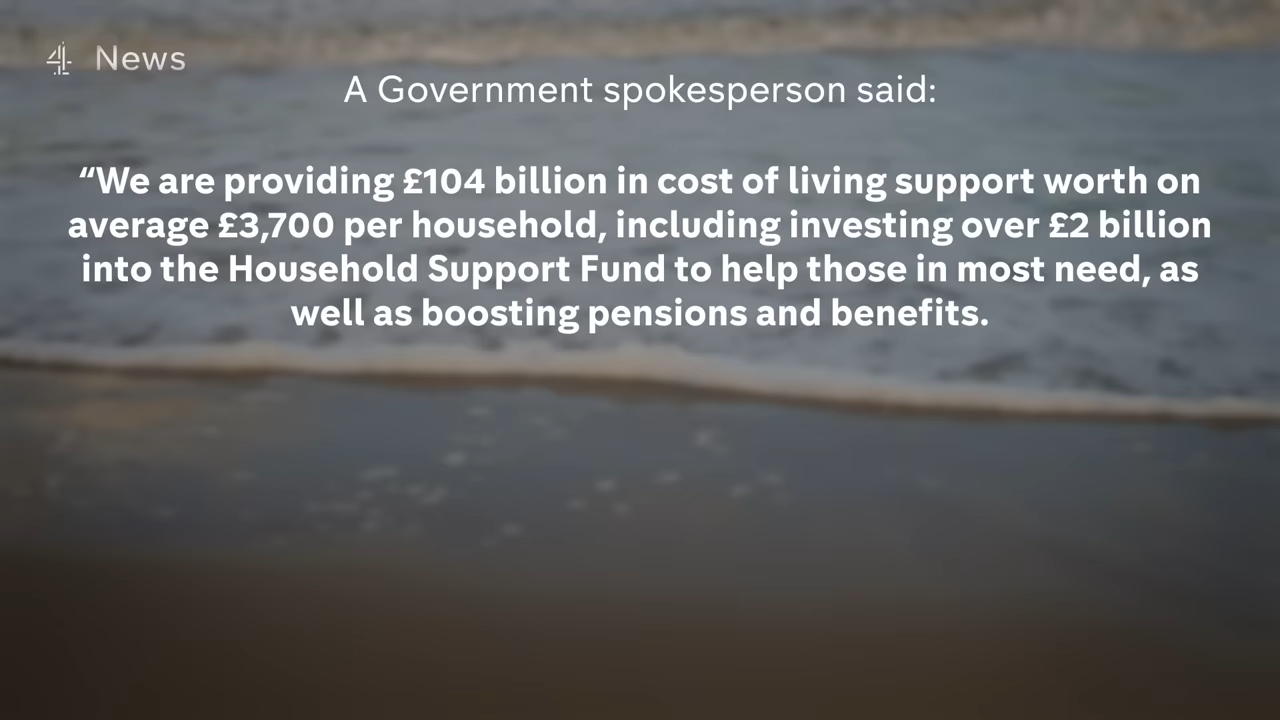 4 News
A Government spokesperson said:
“We are providing £104 billion in cost of living support worth on
average £3,700 per household, including investing over £2 billion
into the Household Support Fund to help those in most need, as
well as boosting pensions and benefits.